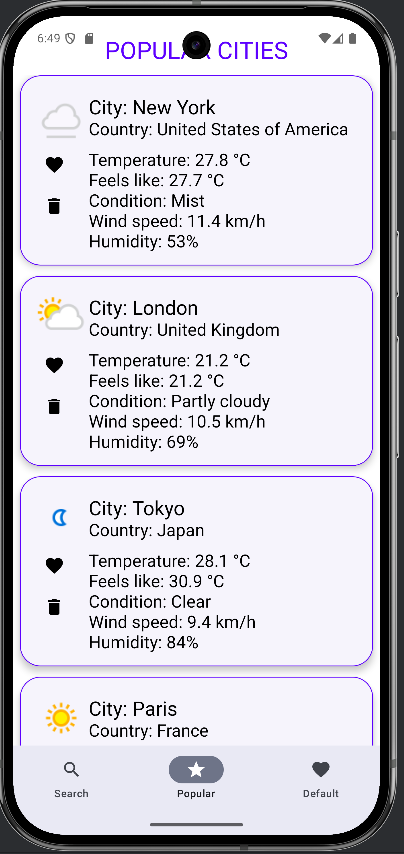 6:49
POPULAR CITIES
City: New York
Country: United States of America
Temperature: 27.8 °C
Feels like: 27.7 °C
Condition: Mist
Wind speed: 11.4 km/h
Humidity: 53%
City: London
Country: United Kingdom
Temperature: 21.2 °C
Feels like: 21.2 °C
Condition: Partly cloudy
Wind speed: 10.5 km/h
Humidity: 69%
City: Tokyo
Country: Japan
Temperature: 28.1 °C
Feels like: 30.9 °C
Condition: Clear
Wind speed: 9.4 km/h
Humidity: 84%
City: Paris
Country: France
Search Popular Default